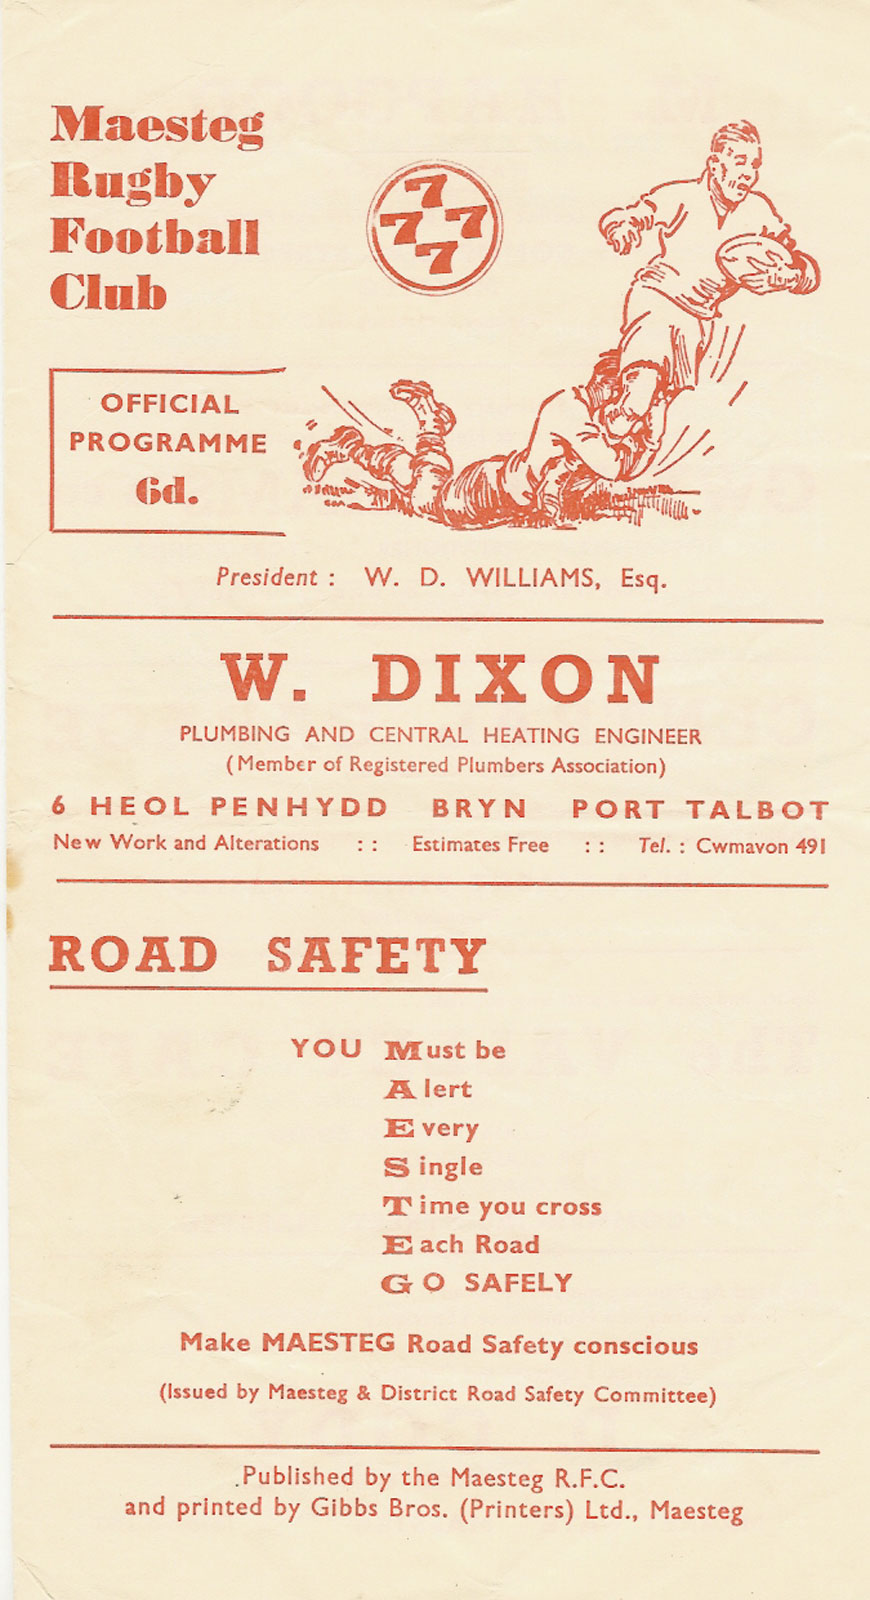 Maesteg
Rugby
Football
Club
7
7 7
7
OFFICIAL
PROGRAMME
6d.
President : W. D. WILLIAMS, Esq.
W. DIXON
PLUMBING AND CENTRAL HEATING ENGINEER
(Member of Registered Plumbers Association)
6 HEOL PENHYDD BRYN PORT TALBOT
New Work and Alterations : : Estimates Free : : Tel. : Cwmavon 491
ROAD SAFETY
YOU Must be
Alert
Every
Single
Time you cross
Each Road
GO SAFELY
Make MAESTEG Road Safety conscious
(Issued by Maesteg & District Road Safety Committee)
Published by the Maesteg R.F.C.
and printed by Gibbs Bros. (Printers) Ltd., Maesteg